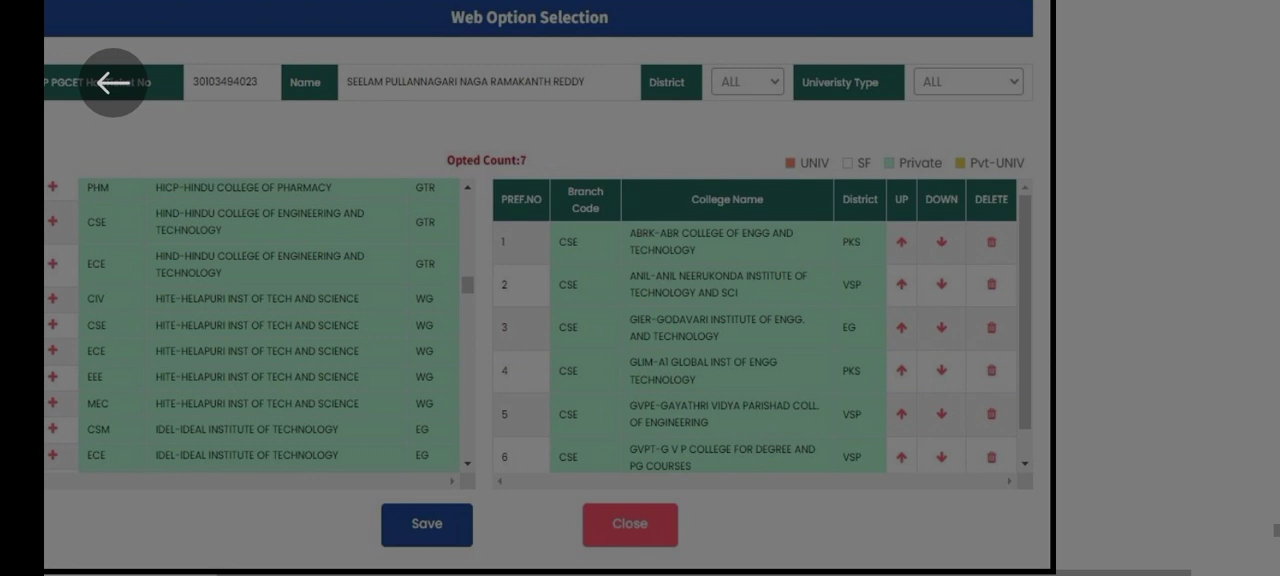 Web Option Selection
P PGCET Hall Ticket No 30103494023 Name SEELAM PULLANNAGARI NAGA RAMAKANTH REDDY District ALL Univeristy Type ALL
Opted Count:7
UNIV SF Private Pvt-UNIV
PHM HICP-HINDU COLLEGE OF PHARMACY GTR
CSE HIND-HINDU COLLEGE OF ENGINEERING AND
TECHNOLOGY GTR
ECE HIND-HINDU COLLEGE OF ENGINEERING AND
TECHNOLOGY GTR
CIV HITE-HELAPURI INST OF TECH AND SCIENCE WG
CSE HITE-HELAPURI INST OF TECH AND SCIENCE WG
ECE HITE-HELAPURI INST OF TECH AND SCIENCE WG
EEE HITE-HELAPURI INST OF TECH AND SCIENCE WG
MEC HITE-HELAPURI INST OF TECH AND SCIENCE WG
CSM IDEL-IDEAL INSTITUTE OF TECHNOLOGY EG
ECE IDEL-IDEAL INSTITUTE OF TECHNOLOGY EG
PREF.NO Branch
Code College Name District UP DOWN DELETE
1 CSE ABRK-ABR COLLEGE OF ENGG AND
TECHNOLOGY PKS
2 CSE ANIL-ANIL NEERUKONDA INSTITUTE OF
TECHNOLOGY AND SCI VSP
3 CSE GIER-GODAVARI INSTITUTE OF ENGG.
AND TECHNOLOGY EG
4 CSE GLIM-A1 GLOBAL INST OF ENGG
TECHNOLOGY PKS
5 CSE GVPE-GAYATHRI VIDYA PARISHAD COLL.
OF ENGINEERING VSP
6 CSE GVPT-G V P COLLEGE FOR DEGREE AND
PG COURSES VSP
Save Close